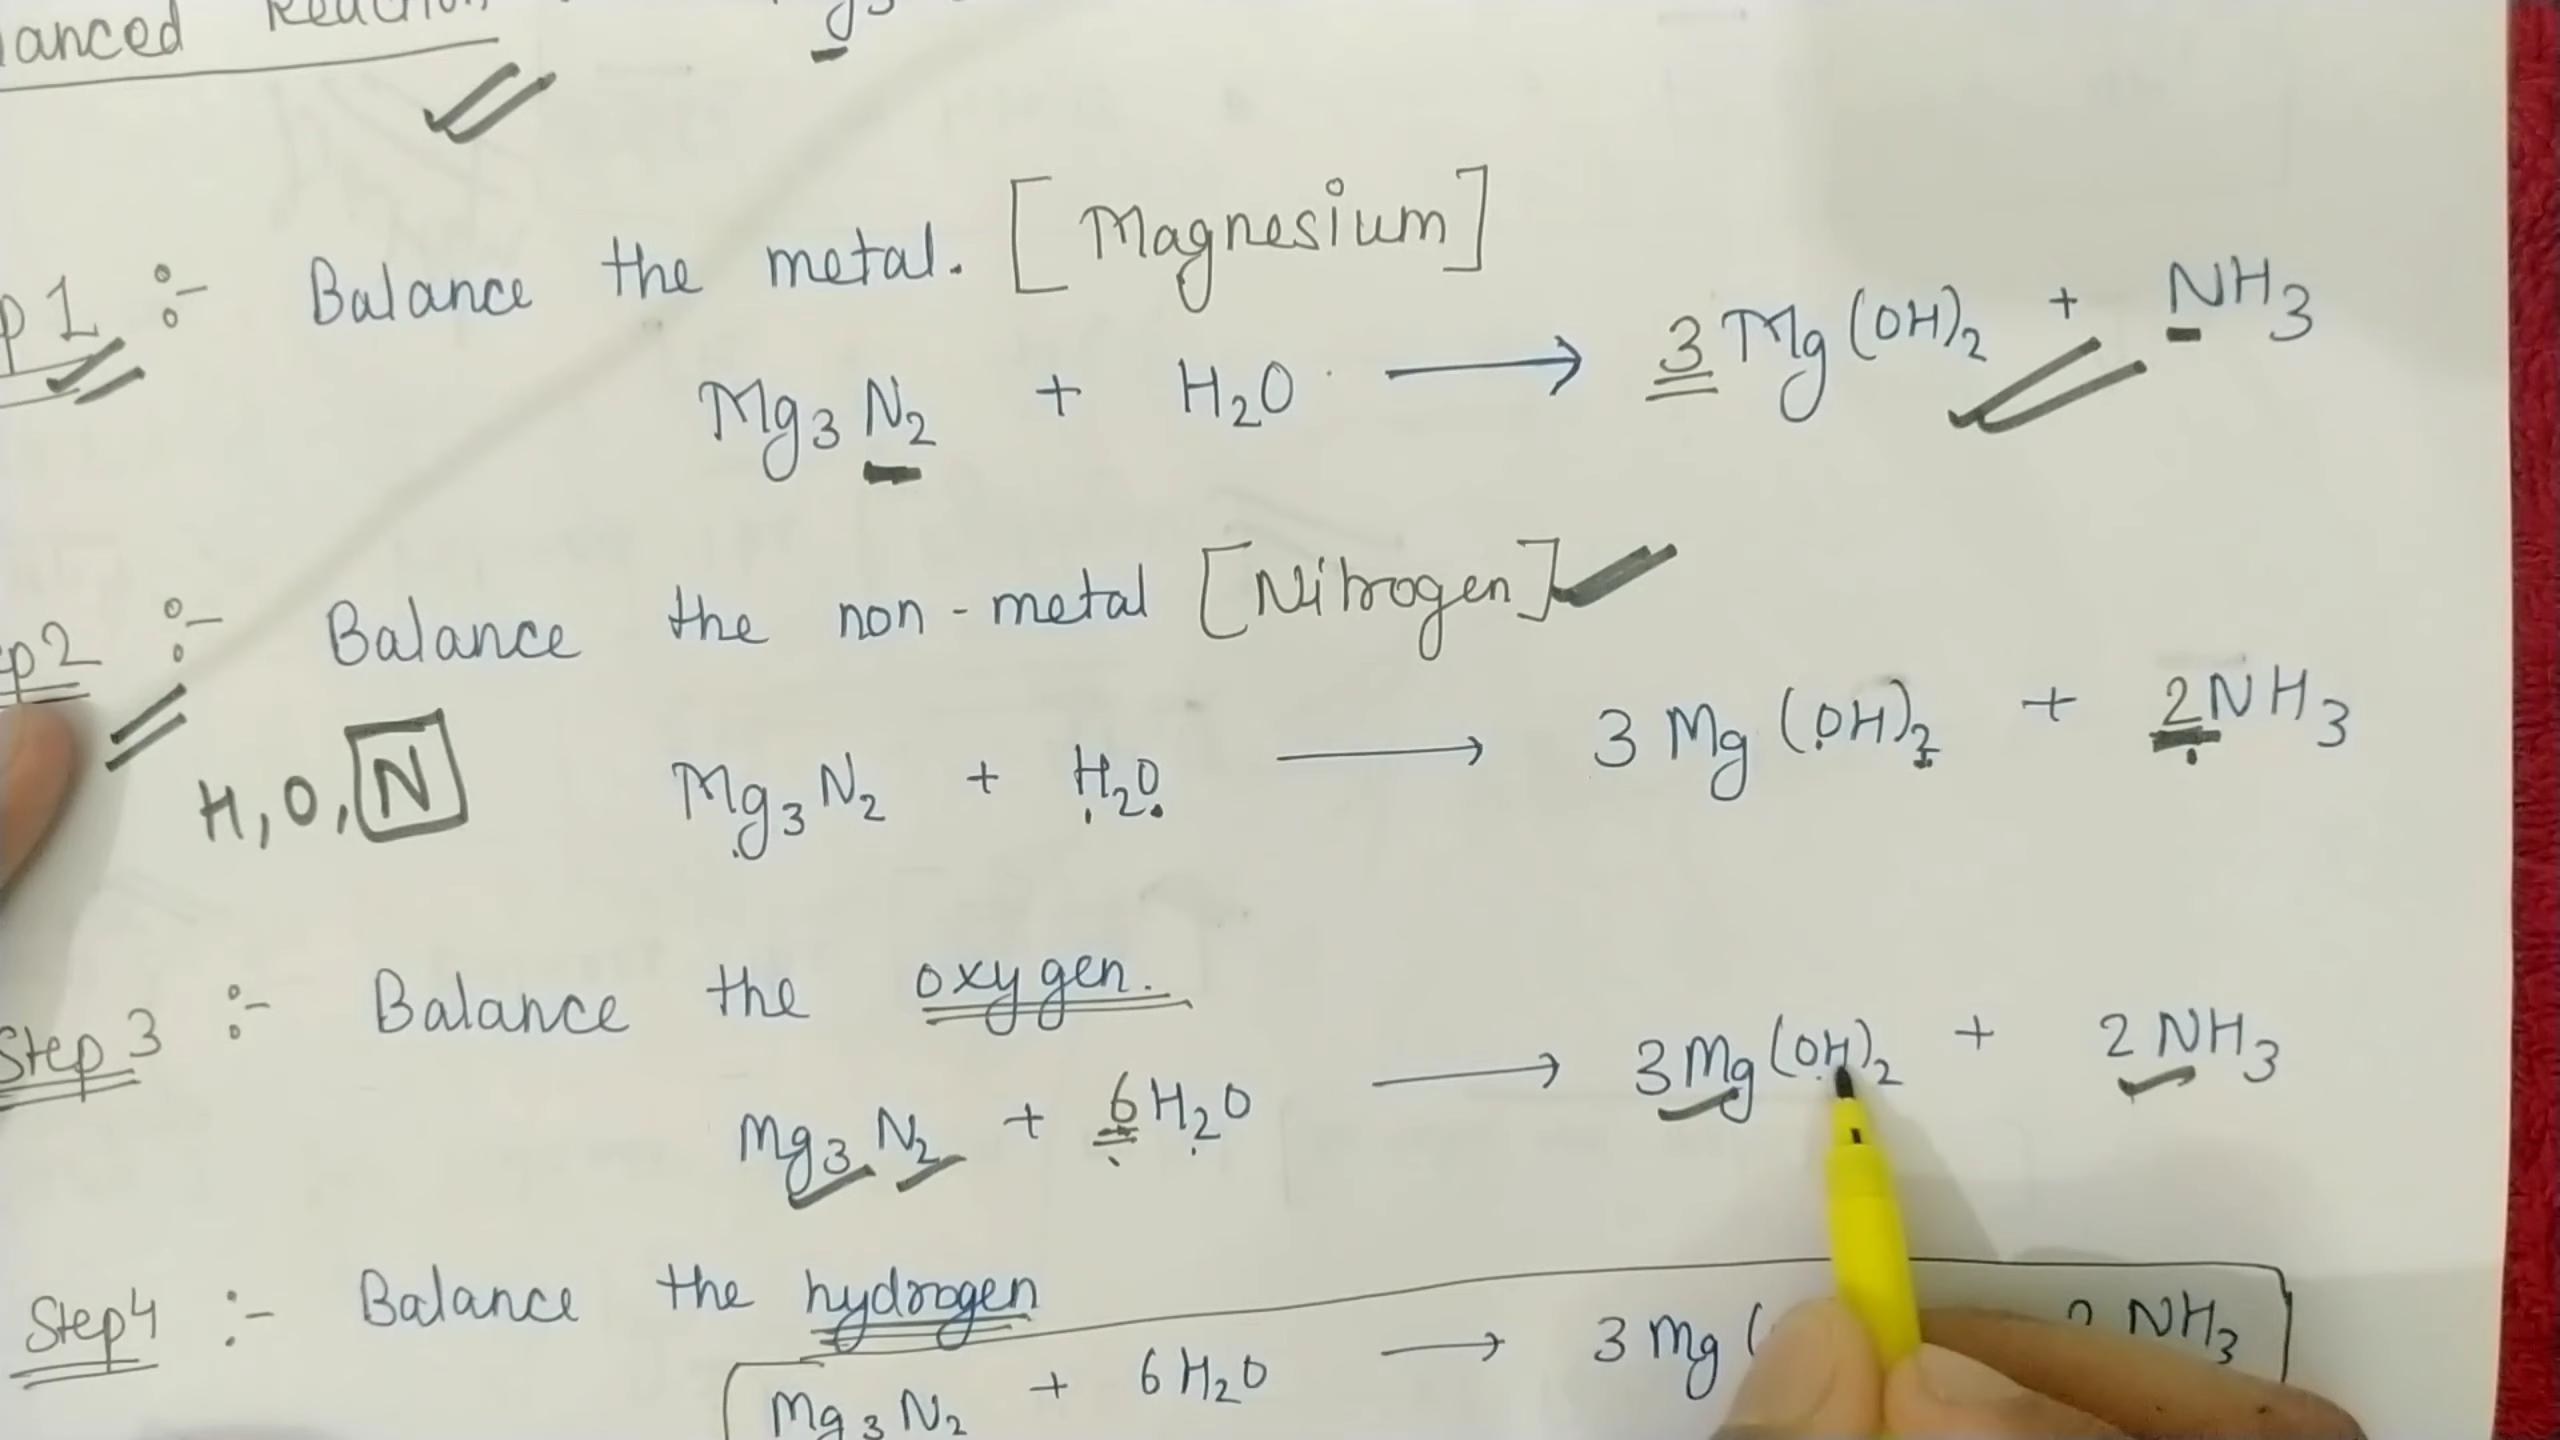 Balance the metal. [Magnesium]
Mg3N2 + H2O → 3Mg(OH)2 + NH3
Balance the non-metal [Nitrogen]
H, O, N
Mg3N2 + H2O → 3Mg(OH)2 + 2NH3
Step 3 :- Balance the oxygen.
Mg3N2 + 6H2O → 3Mg(OH)2 + 2NH3
Step4 :- Balance the hydrogen
Mg3N2 + 6H2O → 3Mg( NH3